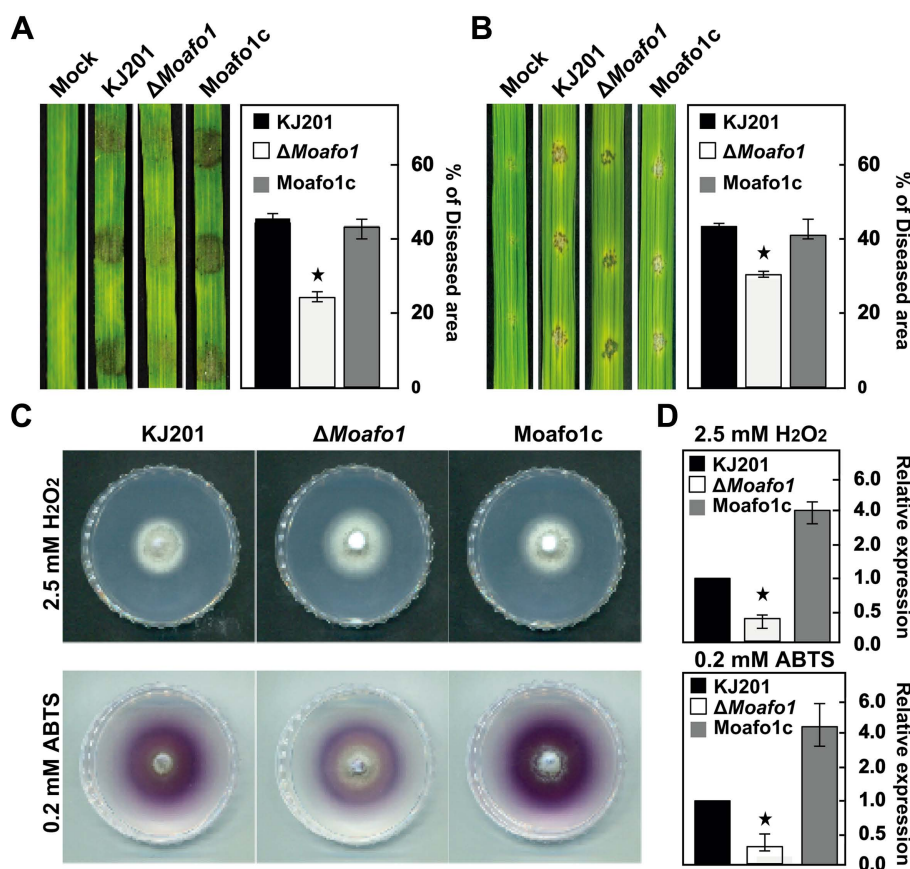 A
Mock
KJ201
ΔMoafo1
Moafo1c
KJ201
ΔMoafo1
Moafo1c
60
40
20
0
% of Diseased area
B
Mock
KJ201
ΔMoafo1
Moafo1c
KJ201
ΔMoafo1
Moafo1c
60
40
20
0
% of Diseased area
C
KJ201
ΔMoafo1
Moafo1c
2.5 mM H₂O₂
0.2 mM ABTS
D
2.5 mM H₂O₂
KJ201
ΔMoafo1
Moafo1c
6.0
4.0
2.0
1.0
0.5
0.0
Relative expression
0.2 mM ABTS
KJ201
ΔMoafo1
Moafo1c
6.0
4.0
2.0
1.0
0.5
0.0
Relative expression